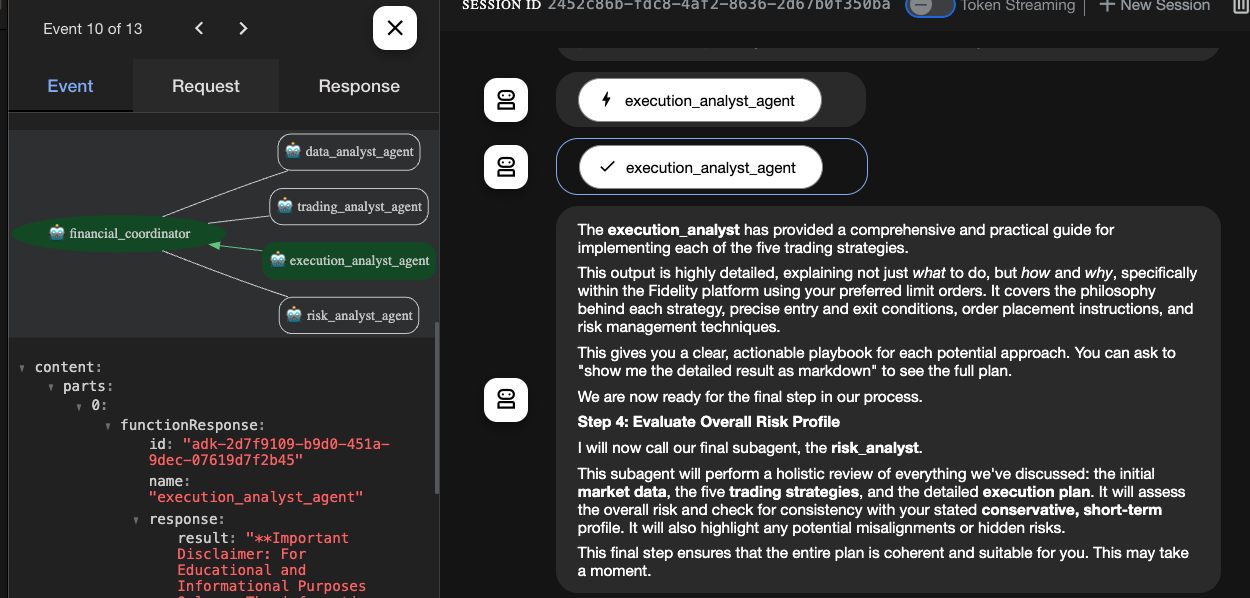 Event 10 of 13
Event
Request
Response
data_analyst_agent
trading_analyst_agent
financial_coordinator
execution_analyst_agent
risk_analyst_agent
content:
parts:
0:
functionResponse:
id: "adk-2d7f9109-b9d0-451a-
9dec-07619d7f2b45"
name:
"execution_analyst_agent"
response:
result: "**Important
Disclaimer: For
Educational and
Informational Purposes
SESSION ID 2452c86b-fdc8-4af2-8636-2d67b0f350ba
Token Streaming
New Session
execution_analyst_agent
execution_analyst_agent
The execution_analyst has provided a comprehensive and practical guide for
implementing each of the five trading strategies.
This output is highly detailed, explaining not just what to do, but how and why, specifically
within the Fidelity platform using your preferred limit orders. It covers the philosophy
behind each strategy, precise entry and exit conditions, order placement instructions, and
risk management techniques.
This gives you a clear, actionable playbook for each potential approach. You can ask to
"show me the detailed result as markdown" to see the full plan.
We are now ready for the final step in our process.
Step 4: Evaluate Overall Risk Profile
I will now call our final subagent, the risk_analyst.
This subagent will perform a holistic review of everything we've discussed: the initial
market data, the five trading strategies, and the detailed execution plan. It will assess
the overall risk and check for consistency with your stated conservative, short-term
profile. It will also highlight any potential misalignments or hidden risks.
This final step ensures that the entire plan is coherent and suitable for you. This may take
a moment.